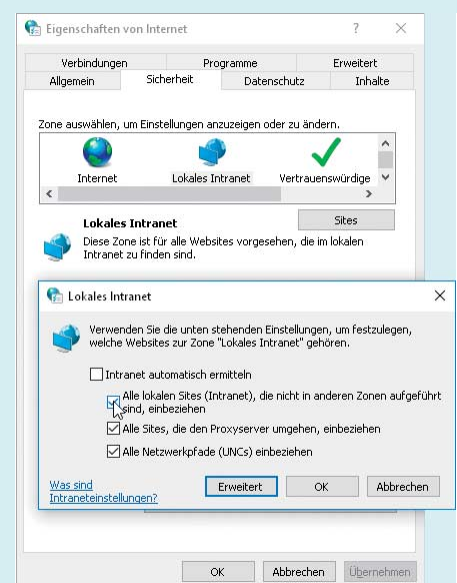 Eigenschaften von Internet
Verbindungen Programme Erweitert
Allgemein Sicherheit Datenschutz Inhalte
Zone auswählen, um Einstellungen anzuzeigen oder zu ändern.
Internet Lokales Intranet Vertrauenswürdige
Lokales Intranet
Sites
Diese Zone ist für alle Websites vorgesehen, die im lokalen
Intranet zu finden sind.
Lokales Intranet
Verwenden Sie die unten stehenden Einstellungen, um festzulegen,
welche Websites zur Zone "Lokales Intranet" gehören.
Intranet automatisch ermitteln
Alle lokalen Sites (Intranet), die nicht in anderen Zonen aufgeführt
sind, einbeziehen
Alle Sites, die den Proxyserver umgehen, einbeziehen
Alle Netzwerkpfade (UNCs) einbeziehen
Was sind
Intraneteinstellungen?
Erweitert OK Abbrechen
OK Abbrechen Übernehmen